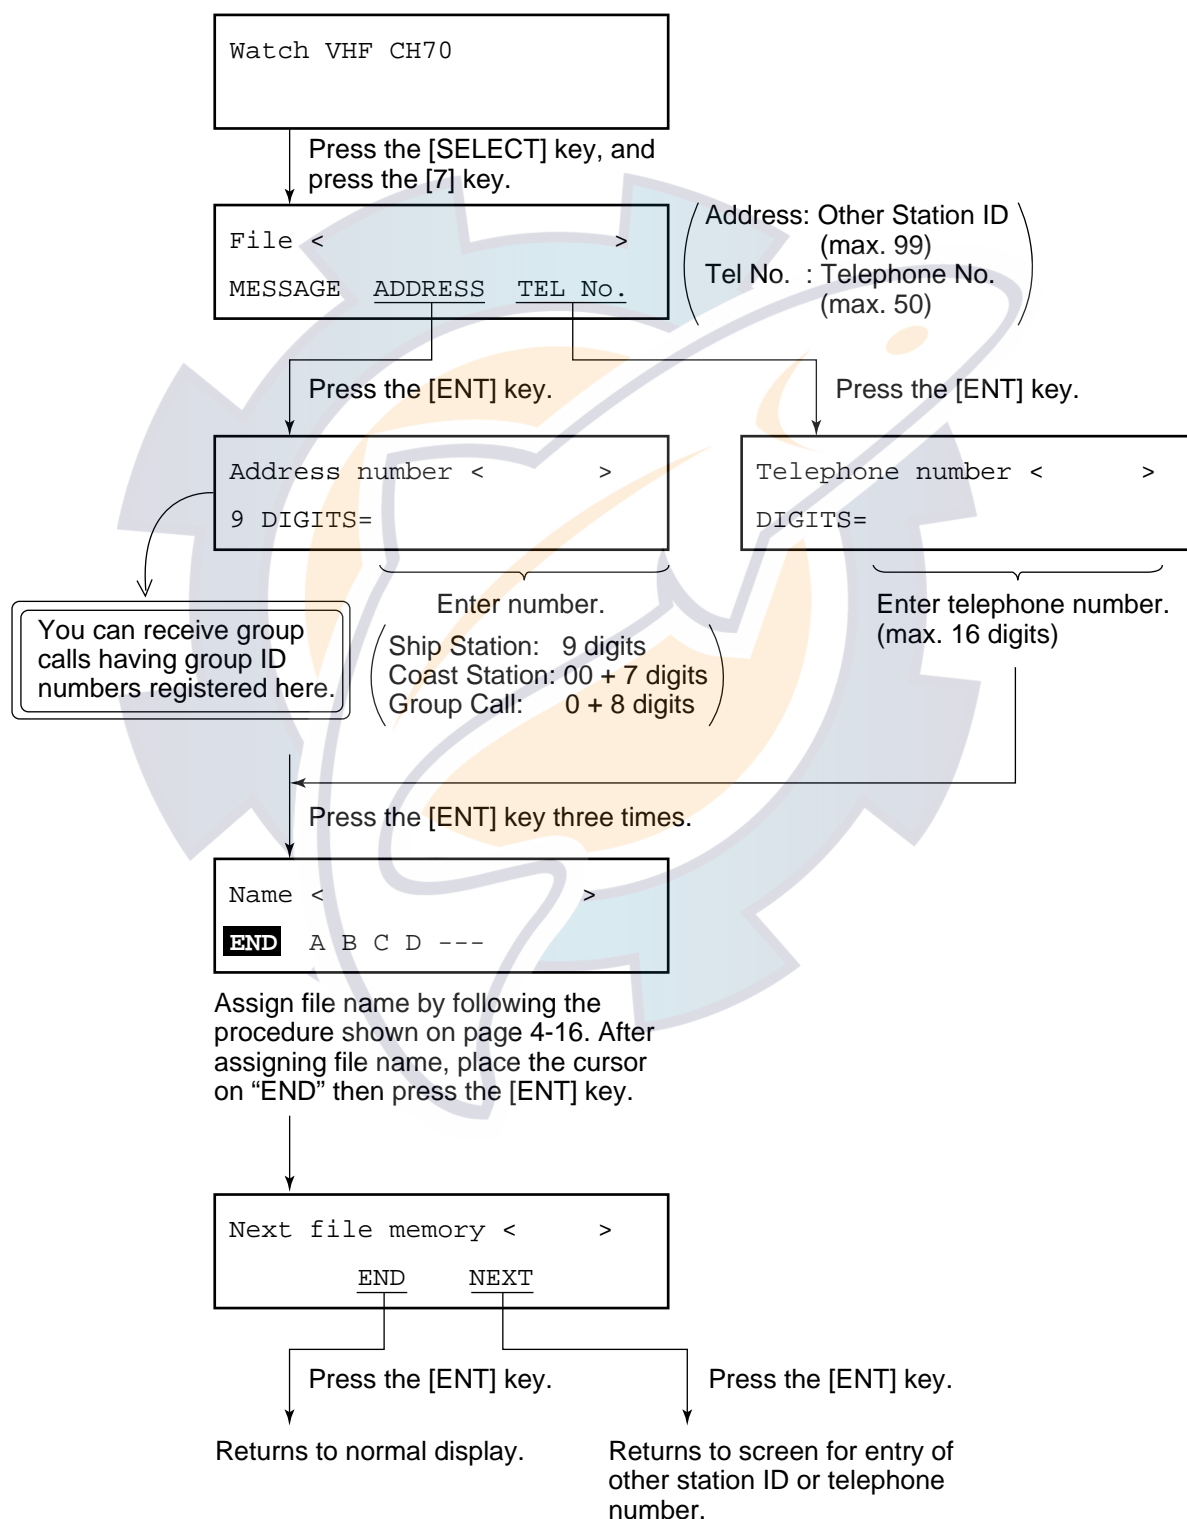 Watch VHF CH70
Press the [SELECT] key, and
press the [7] key.
File < >
MESSAGE ADDRESS TEL No.
Address: Other Station ID
(max. 99)
Tel No. : Telephone No.
(max. 50)
Press the [ENT] key.
Press the [ENT] key.
Address number < >
9 DIGITS=
Telephone number < >
DIGITS=
You can receive group
calls having group ID
numbers registered here.
Enter number.
Ship Station: 9 digits
Coast Station: 00 + 7 digits
Group Call: 0 + 8 digits
Enter telephone number.
(max. 16 digits)
Press the [ENT] key three times.
Name < >
END A B C D ---
Assign file name by following the
procedure shown on page 4-16. After
assigning file name, place the cursor
on “END” then press the [ENT] key.
Next file memory < >
END NEXT
Press the [ENT] key.
Press the [ENT] key.
Returns to normal display.
Returns to screen for entry of
other station ID or telephone
number.